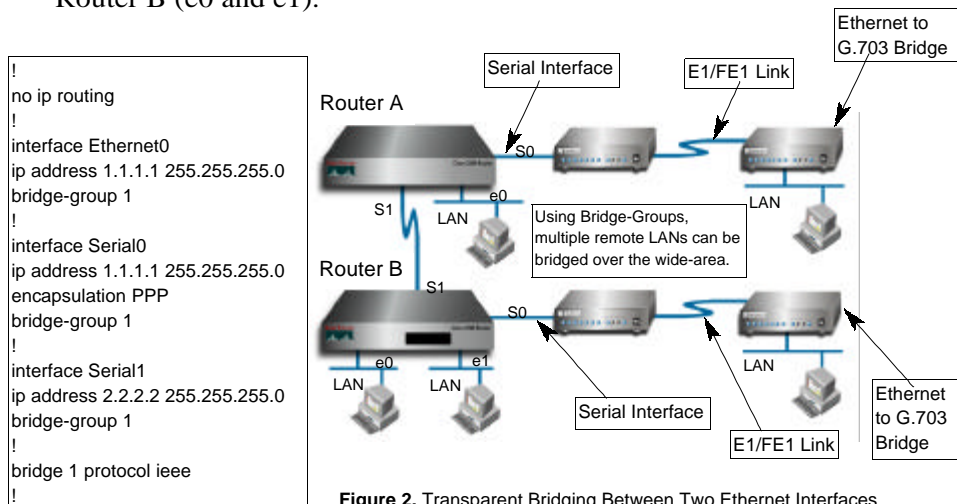 Router B (e0 and e1).
!
no ip routing
!
interface Ethernet0
ip address 1.1.1.1 255.255.255.0
bridge-group 1
!
interface Serial0
ip address 1.1.1.1 255.255.255.0
encapsulation PPP
bridge-group 1
!
interface Serial1
ip address 2.2.2.2 255.255.255.0
bridge-group 1
!
bridge 1 protocol ieee
!
Ethernet to
G.703 Bridge
Serial Interface
E1/FE1 Link
Router A
S0
e0
S1
LAN
LAN
Using Bridge-Groups,
multiple remote LANs can be
bridged over the wide-area.
Router B
S1
S0
e0
e1
LAN
LAN
LAN
Serial Interface
E1/FE1 Link
Ethernet
to G.703
Bridge
Figure 2. Transparent Bridging Between Two Ethernet Interfaces